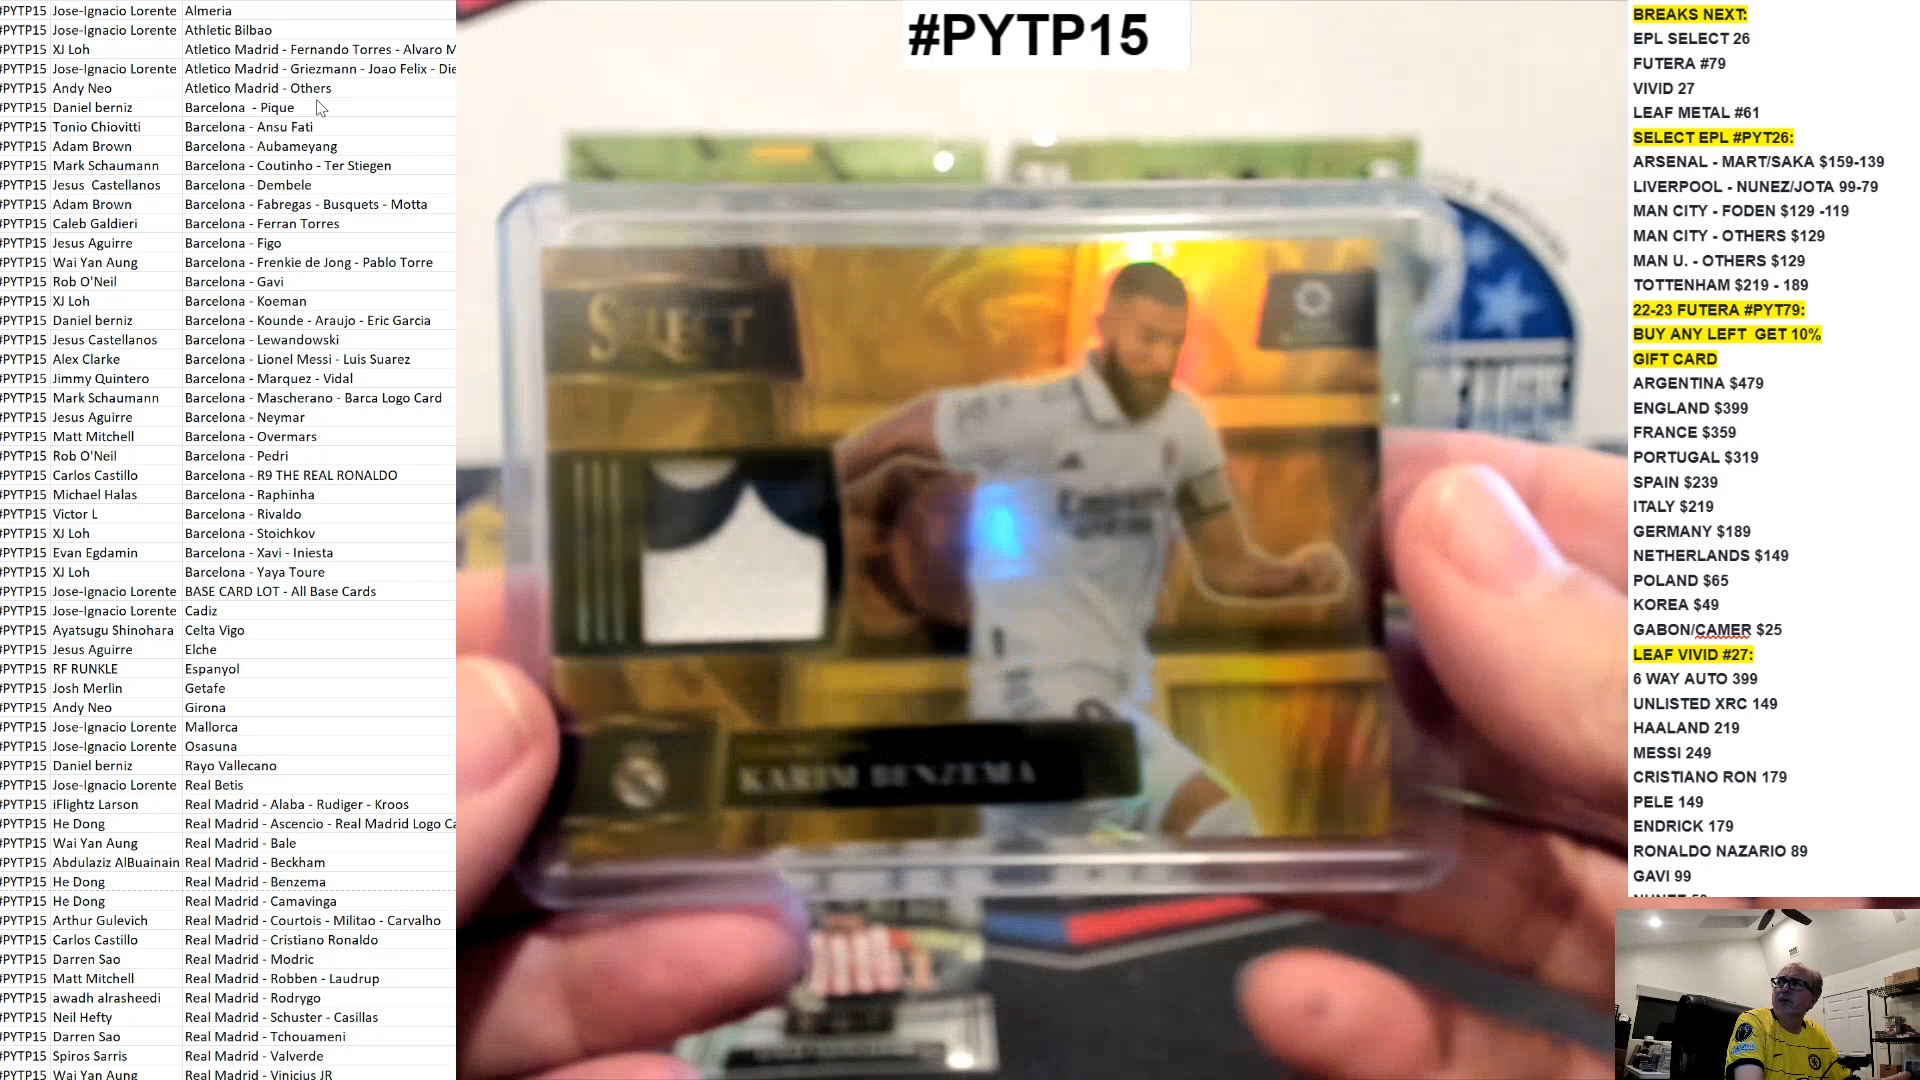 #PYTP15 Jose-Ignacio Lorente Almeria
#PYTP15 Jose-Ignacio Lorente Athletic Bilbao
#PYTP15 XJ Loh Atletico Madrid - Fernando Torres - Alvaro M
#PYTP15 Jose-Ignacio Lorente Atletico Madrid - Griezmann - Joao Felix - Die
#PYTP15 Andy Neo Atletico Madrid - Others
#PYTP15 Daniel berniz Barcelona - Pique
#PYTP15 Tonio Chiovitti Barcelona - Ansu Fati
#PYTP15 Adam Brown Barcelona - Aubameyang
#PYTP15 Mark Schaumann Barcelona - Coutinho - Ter Stiegen
#PYTP15 Jesus Castellanos Barcelona - Dembele
#PYTP15 Adam Brown Barcelona - Fabregas - Busquets - Motta
#PYTP15 Caleb Galdieri Barcelona - Ferran Torres
#PYTP15 Jesus Aguirre Barcelona - Figo
#PYTP15 Wai Yan Aung Barcelona - Frenkie de Jong - Pablo Torre
#PYTP15 Rob O'Neil Barcelona - Gavi
#PYTP15 XJ Loh Barcelona - Koeman
#PYTP15 Daniel berniz Barcelona - Kounde - Araujo - Eric Garcia
#PYTP15 Jesus Castellanos Barcelona - Lewandowski
#PYTP15 Alex Clarke Barcelona - Lionel Messi - Luis Suarez
#PYTP15 Jimmy Quintero Barcelona - Marquez - Vidal
#PYTP15 Mark Schaumann Barcelona - Mascherano - Barca Logo Card
#PYTP15 Jesus Aguirre Barcelona - Neymar
#PYTP15 Matt Mitchell Barcelona - Overmars
#PYTP15 Rob O'Neil Barcelona - Pedri
#PYTP15 Carlos Castillo Barcelona - R9 THE REAL RONALDO
#PYTP15 Michael Halas Barcelona - Raphinha
#PYTP15 Victor L Barcelona - Rivaldo
#PYTP15 XJ Loh Barcelona - Stoichkov
#PYTP15 Evan Egdamin Barcelona - Xavi - Iniesta
#PYTP15 XJ Loh Barcelona - Yaya Toure
#PYTP15 Jose-Ignacio Lorente BASE CARD LOT - All Base Cards
#PYTP15 Jose-Ignacio Lorente Cadiz
#PYTP15 Ayatsugu Shinohara Celta Vigo
#PYTP15 Jesus Aguirre Elche
#PYTP15 RF RUNKLE Espanyol
#PYTP15 Josh Merlin Getafe
#PYTP15 Andy Neo Girona
#PYTP15 Jose-Ignacio Lorente Mallorca
#PYTP15 Jose-Ignacio Lorente Osasuna
#PYTP15 Daniel berniz Rayo Vallecano
#PYTP15 Jose-Ignacio Lorente Real Betis
#PYTP15 iFlightz Larson Real Madrid - Alaba - Rudiger - Kroos
#PYTP15 He Dong Real Madrid - Ascencio - Real Madrid Logo Ca
#PYTP15 Wai Yan Aung Real Madrid - Bale
#PYTP15 Abdulaziz AlBuainain Real Madrid - Beckham
#PYTP15 He Dong Real Madrid - Benzema
#PYTP15 He Dong Real Madrid - Camavinga
#PYTP15 Arthur Gulevich Real Madrid - Courtois - Militao - Carvalho
#PYTP15 Carlos Castillo Real Madrid - Cristiano Ronaldo
#PYTP15 Darren Sao Real Madrid - Modric
#PYTP15 Matt Mitchell Real Madrid - Robben - Laudrup
#PYTP15 awadh alrasheedi Real Madrid - Rodrygo
#PYTP15 Neil Hefty Real Madrid - Schuster - Casillas
#PYTP15 Darren Sao Real Madrid - Tchouameni
#PYTP15 Spiros Sarris Real Madrid - Valverde
#PYTP15 Wai Yan Aung Real Madrid - Vinicius JR
#PYTP15
SELECT
KARIM BENZEMA
BREAKS NEXT:
EPL SELECT 26
FUTERA #79
VIVID 27
LEAF METAL #61
SELECT EPL #PYT26:
ARSENAL - MART/SAKA $159-139
LIVERPOOL - NUNEZ/JOTA 99-79
MAN CITY - FODEN $129 -119
MAN CITY - OTHERS $129
MAN U. - OTHERS $129
TOTTENHAM $219 - 189
22-23 FUTERA #PYT79:
BUY ANY LEFT GET 10%
GIFT CARD
ARGENTINA $479
ENGLAND $399
FRANCE $359
PORTUGAL $319
SPAIN $239
ITALY $219
GERMANY $189
NETHERLANDS $149
POLAND $65
KOREA $49
GABON/CAMER $25
LEAF VIVID #27:
6 WAY AUTO 399
UNLISTED XRC 149
HAALAND 219
MESSI 249
CRISTIANO RON 179
PELE 149
ENDRICK 179
RONALDO NAZARIO 89
GAVI 99